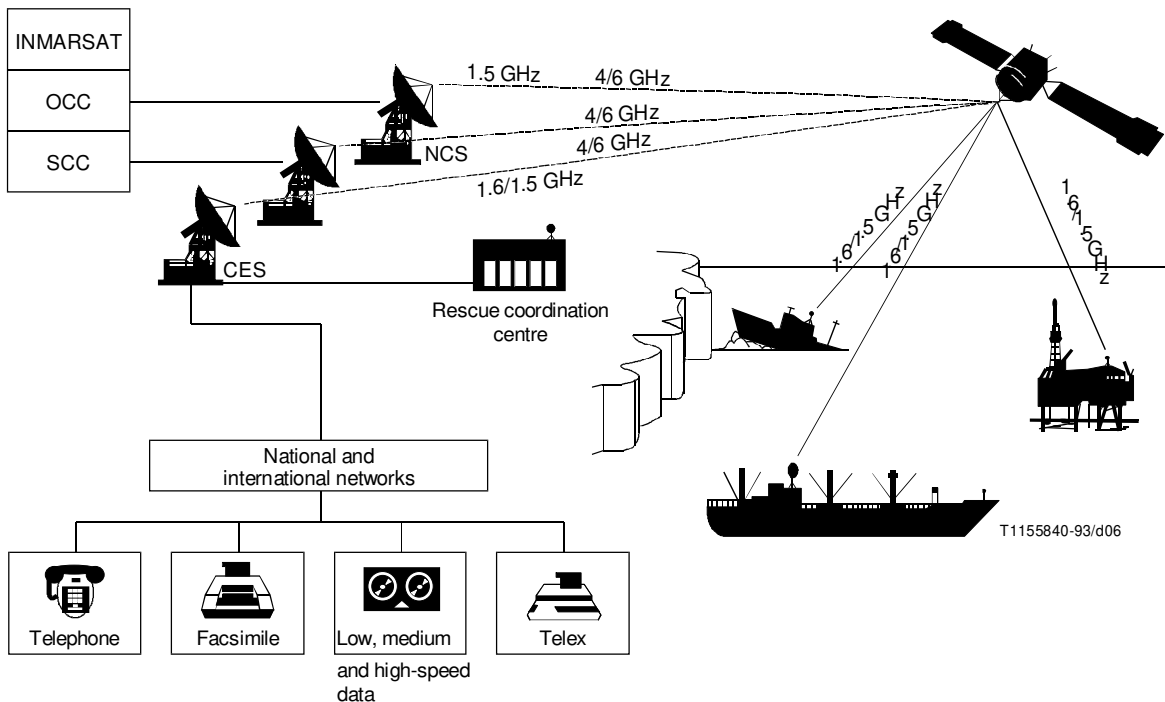 INMARSAT
OCC
SCC
1.5 GHz
4/6 GHz
4/6 GHz
NCS
4/6 GHz
1.6/1.5 GHz
CES
1.6/1.5 GHz
1.6/1.5 GHz
1.6/1.5 GHz
Rescue coordination
centre
National and
international networks
T1155840-93/d06
Telephone
Facsimile
Low, medium
and high-speed
data
Telex